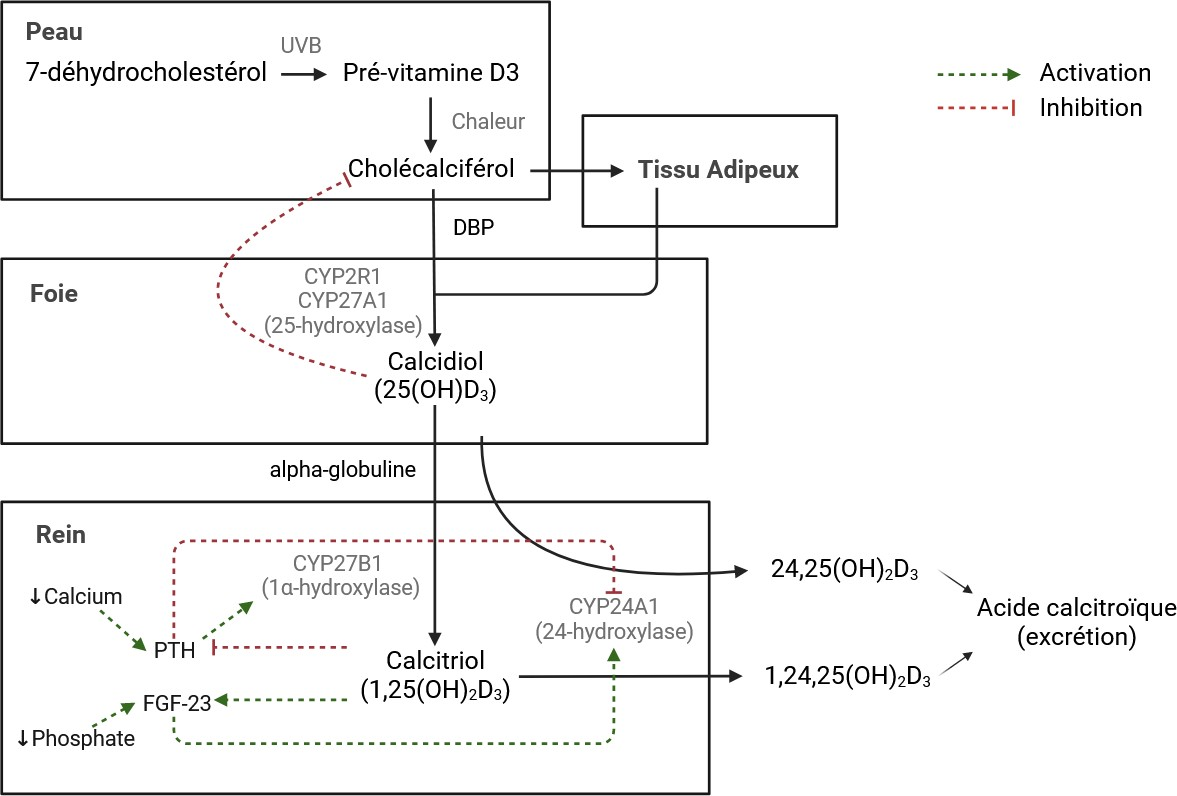 Peau
UVB
7-déhydrocholestérol
Pré-vitamine D3
Chaleur
Cholécalciférol
Tissu Adipeux
Activation
Inhibition
DBP
Foie
CYP2R1
CYP27A1
(25-hydroxylase)
Calcidiol
(25(OH)D₃)
alpha-globuline
Rein
CYP27B1
(1α-hydroxylase)
↓Calcium
PTH
CYP24A1
(24-hydroxylase)
Calcitriol
(1,25(OH)₂D₃)
FGF-23
↓Phosphate
24,25(OH)₂D₃
Acide calcitroïque
(excrétion)
1,24,25(OH)₂D₃